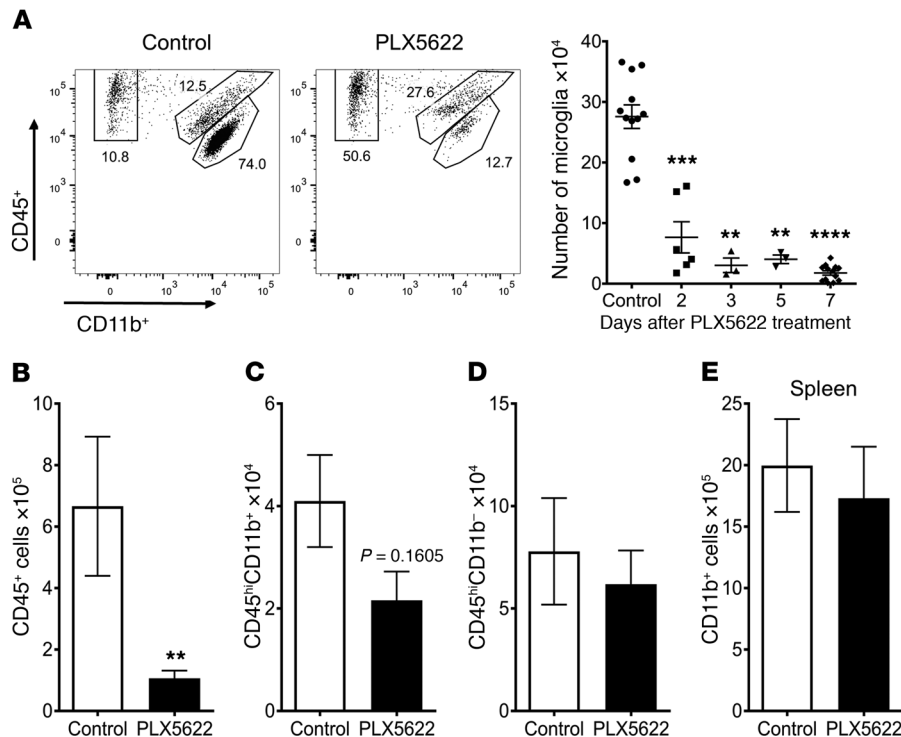 A
Control
PLX5622
10⁵
10⁴
10³
0
12.5
10.8
74.0
0
10³
10⁴
10⁵
10⁵
10⁴
10³
0
27.6
50.6
12.7
0
10³
10⁴
10⁵
CD45⁺
CD11b⁺
Number of microglia ×10⁴
40
30
20
10
0
***
**
**
****
Control 2 3 5 7
Days after PLX5622 treatment
B
CD45⁺ cells ×10⁵
10
8
6
4
2
0
**
Control PLX5622
C
CD45ʰⁱCD11b⁺ ×10⁴
6
4
2
0
P = 0.1605
Control PLX5622
D
CD45ʰⁱCD11b⁻ ×10⁴
15
10
5
0
Control PLX5622
E
Spleen
CD11b⁺ cells ×10⁵
25
20
15
10
5
0
Control PLX5622